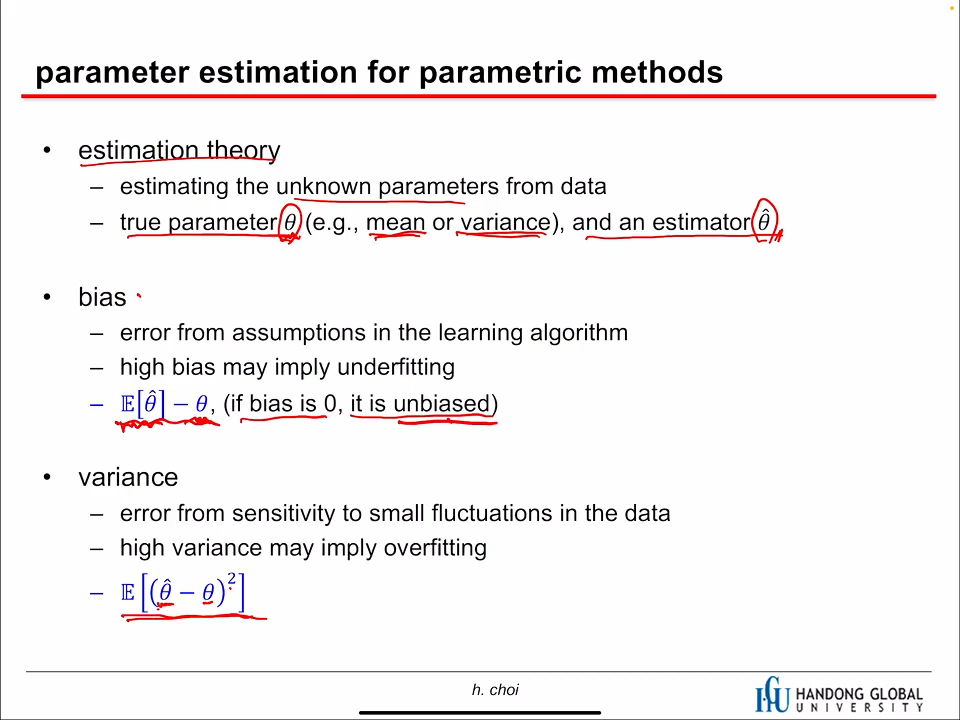 parameter estimation for parametric methods
• estimation theory
– estimating the unknown parameters from data
– true parameter θ (e.g., mean or variance), and an estimator θ̂
• bias
– error from assumptions in the learning algorithm
– high bias may imply underfitting
– 𝔼[θ̂] − θ, (if bias is 0, it is unbiased)
• variance
– error from sensitivity to small fluctuations in the data
– high variance may imply overfitting
– 𝔼[(θ̂ − θ)²]
h. choi
HANDONG GLOBAL
UNIVERSITY